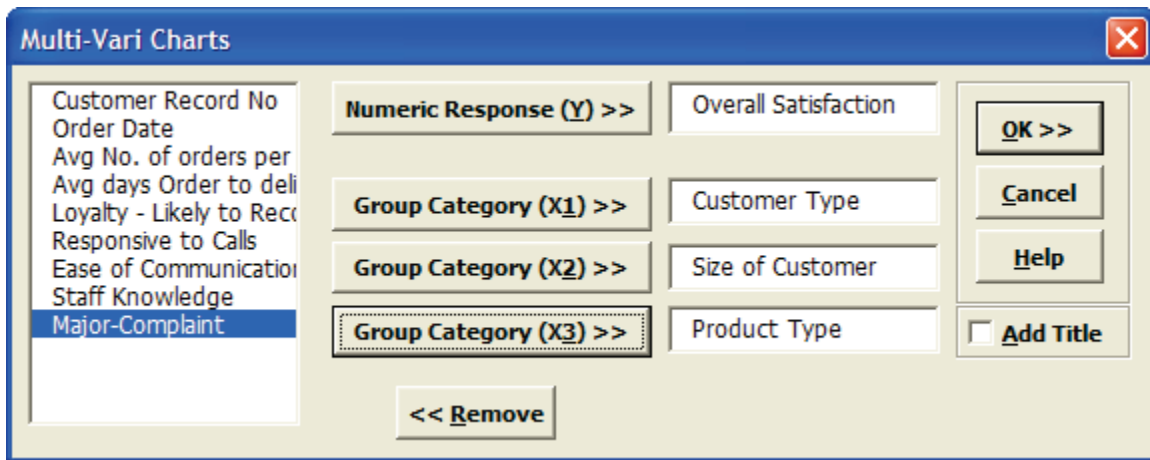 Multi-Vari Charts
Customer Record No
Order Date
Avg No. of orders per
Avg days Order to deli
Loyalty - Likely to Reco
Responsive to Calls
Ease of Communication
Staff Knowledge
Major-Complaint
Numeric Response (Y) >>
Overall Satisfaction
Group Category (X1) >>
Customer Type
Group Category (X2) >>
Size of Customer
Group Category (X3) >>
Product Type
<< Remove
OK >>
Cancel
Help
Add Title